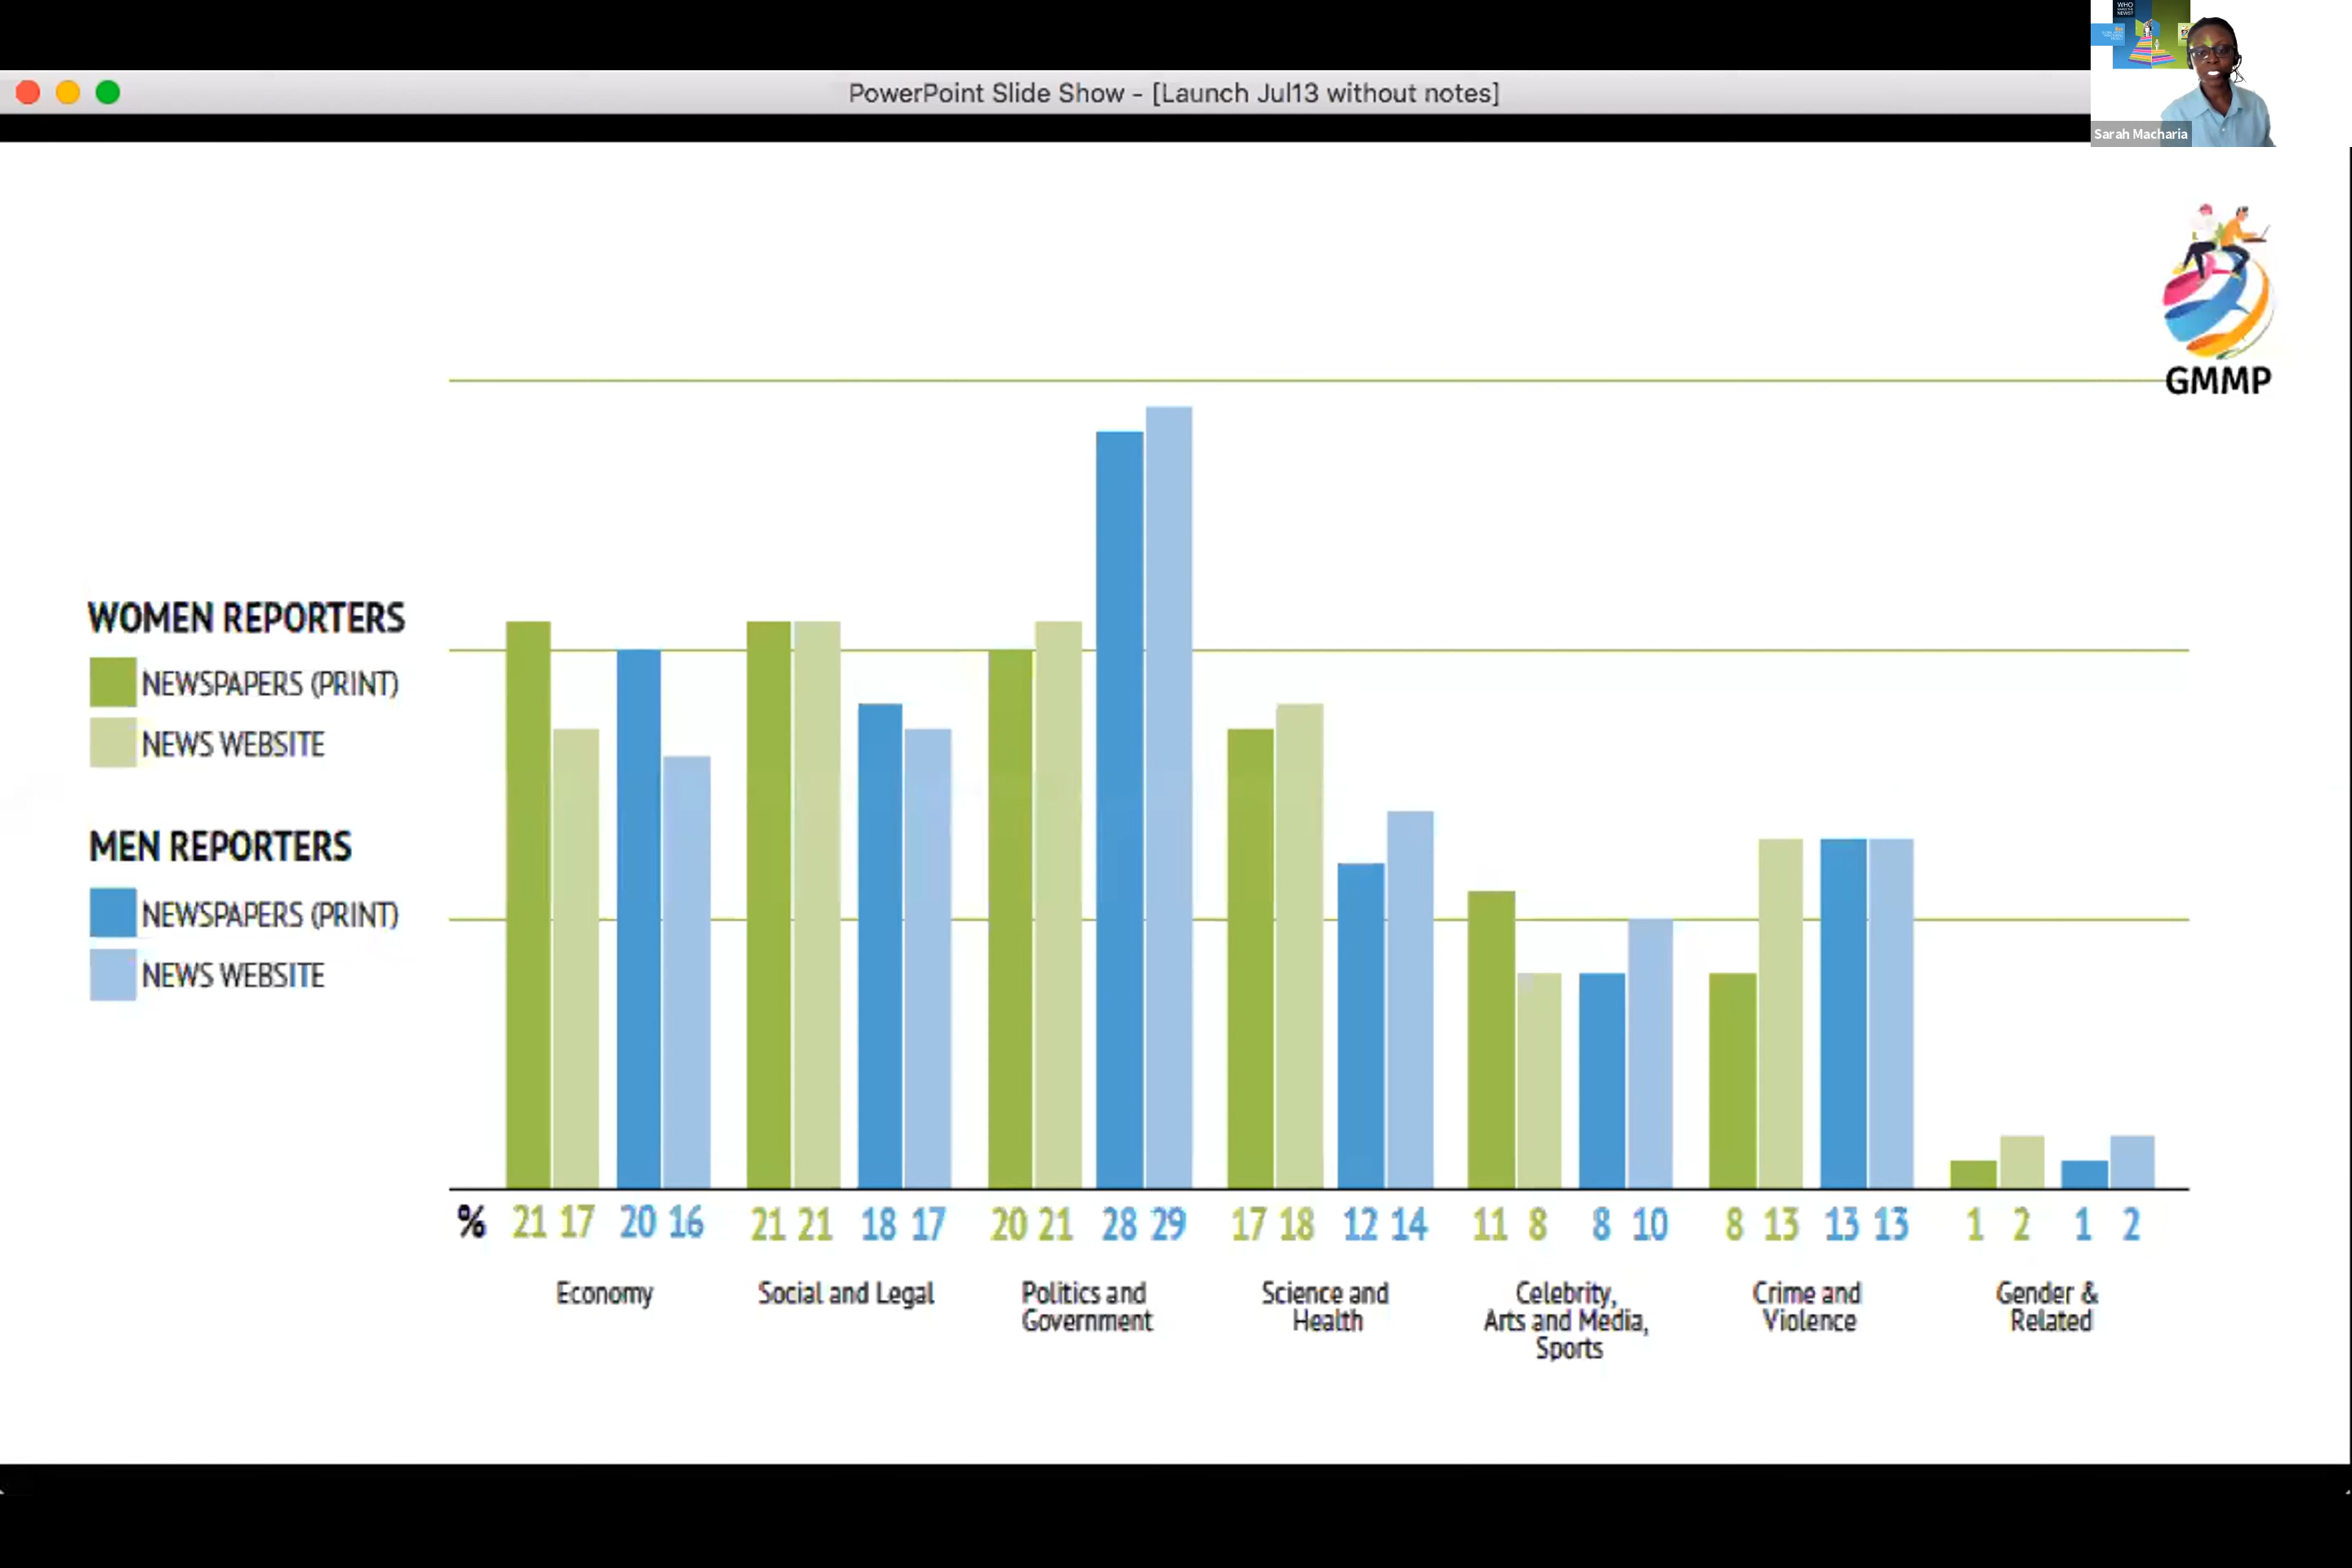 WHO
PowerPoint Slide Show - [Launch Jul13 without notes]
Sarah Macharia
GMMP
WOMEN REPORTERS
NEWSPAPERS (PRINT)
NEWS WEBSITE
MEN REPORTERS
NEWSPAPERS (PRINT)
NEWS WEBSITE
% 21 17 20 16 21 21 18 17 20 21 28 29 17 18 12 14 11 8 8 10 8 13 13 13 1 2 1 2
Economy
Social and Legal
Politics and
Government
Science and
Health
Celebrity,
Arts and Media,
Sports
Crime and
Violence
Gender &
Related